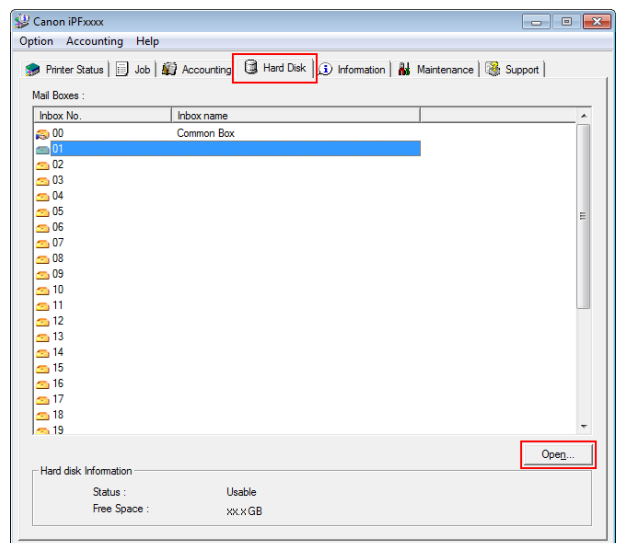 Canon iPFxxxx
Option Accounting Help
Printer Status Job Accounting Hard Disk Information Maintenance Support
Mail Boxes :
Inbox No. Inbox name
00 Common Box
01
02
03
04
05
06
07
08
09
10
11
12
13
14
15
16
17
18
19
Open...
Hard disk Information
Status : Usable
Free Space : xx.x GB